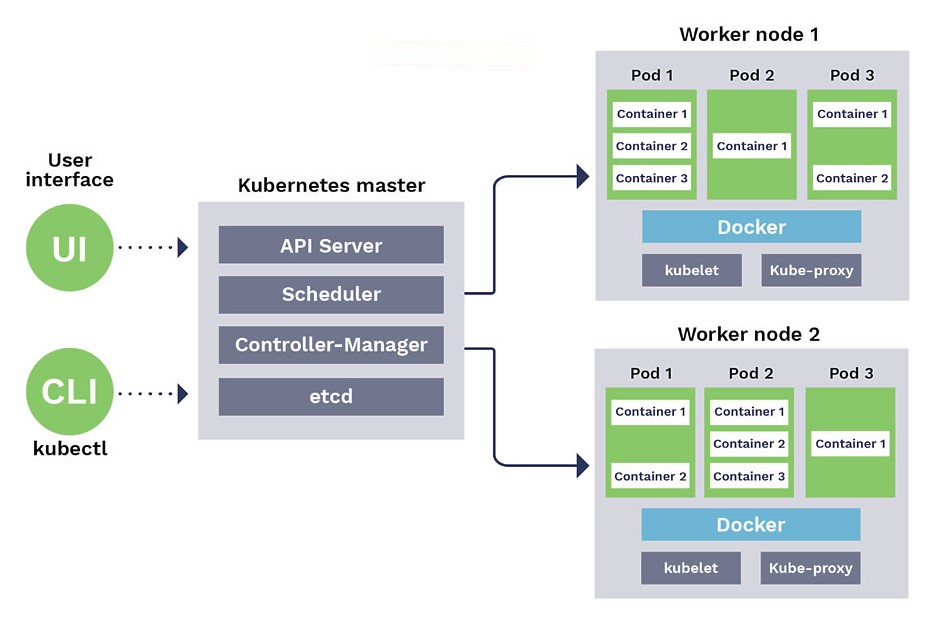 User
interface
UI
CLI
kubectl
Kubernetes master
API Server
Scheduler
Controller-Manager
etcd
Worker node 1
Pod 1
Container 1
Container 2
Container 3
Pod 2
Container 1
Pod 3
Container 1
Container 2
Docker
kubelet
Kube-proxy
Worker node 2
Pod 1
Container 1
Container 2
Pod 2
Container 1
Container 2
Container 3
Pod 3
Container 1
Docker
kubelet
Kube-proxy